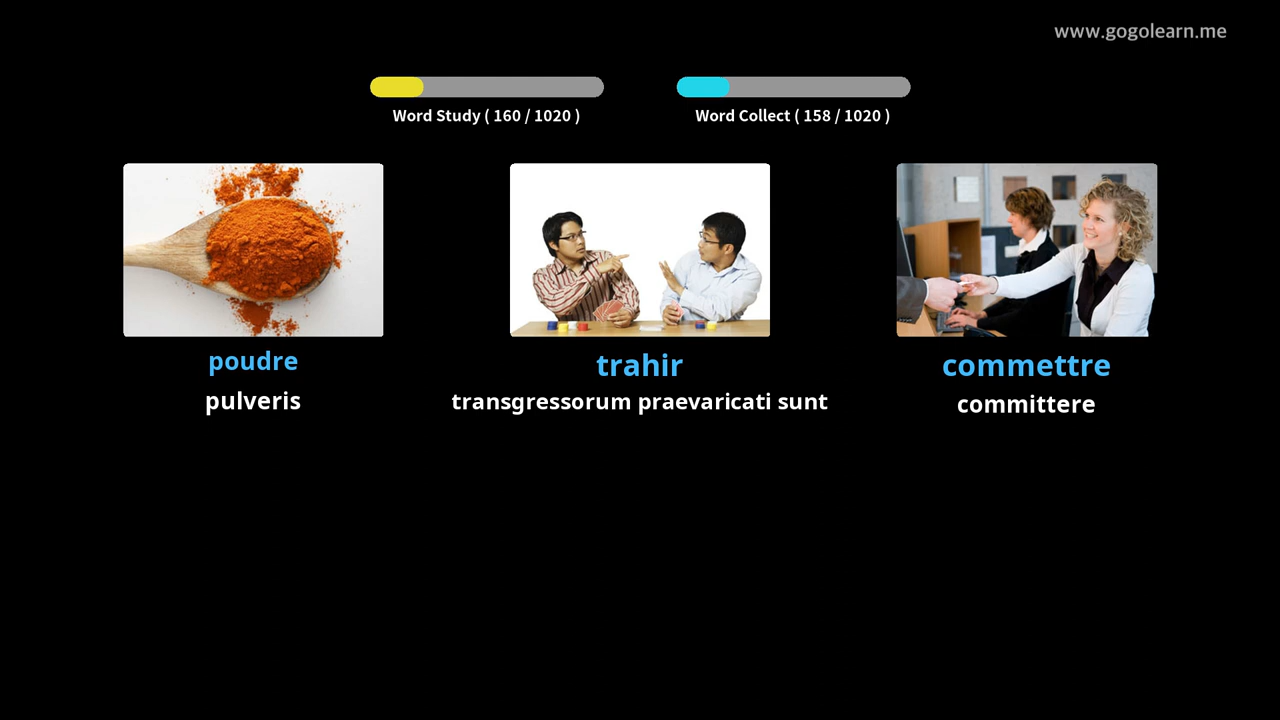 www.gogolearn.me
Word Study ( 160 / 1020 )
Word Collect ( 158 / 1020 )
poudre
trahir
commettre
pulveris
transgressorum praevaricati sunt
committere